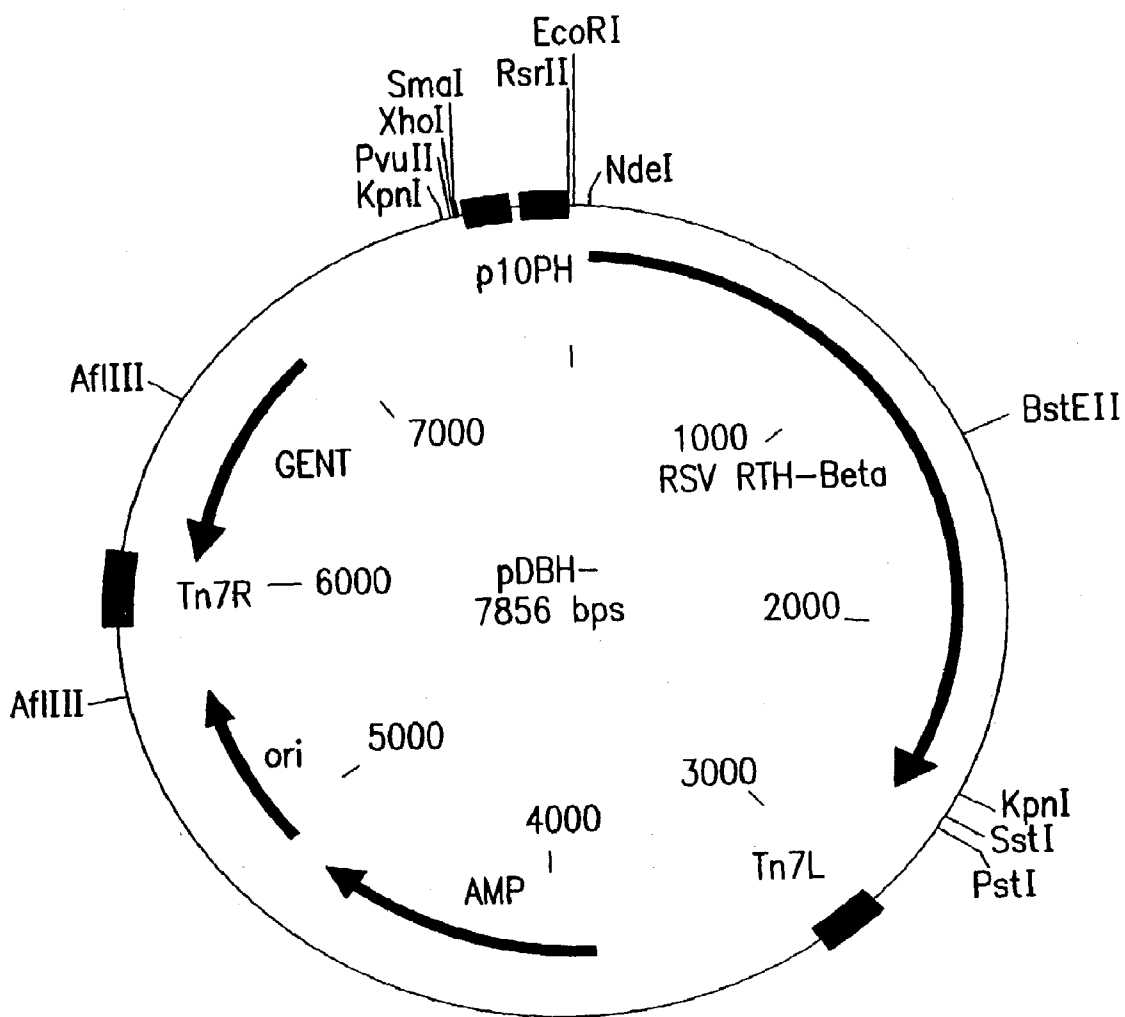 EcoRI
RsrII
SmaI
XhoI
PvuII
KpnI
NdeI
p10PH
AflIII
BstEII
7000
1000
GENT
RSV RTH-Beta
pDBH-
7856 bps
Tn7R
6000
2000
AflIII
ori
5000
3000
4000
KpnI
SstI
PstI
Tn7L
AMP